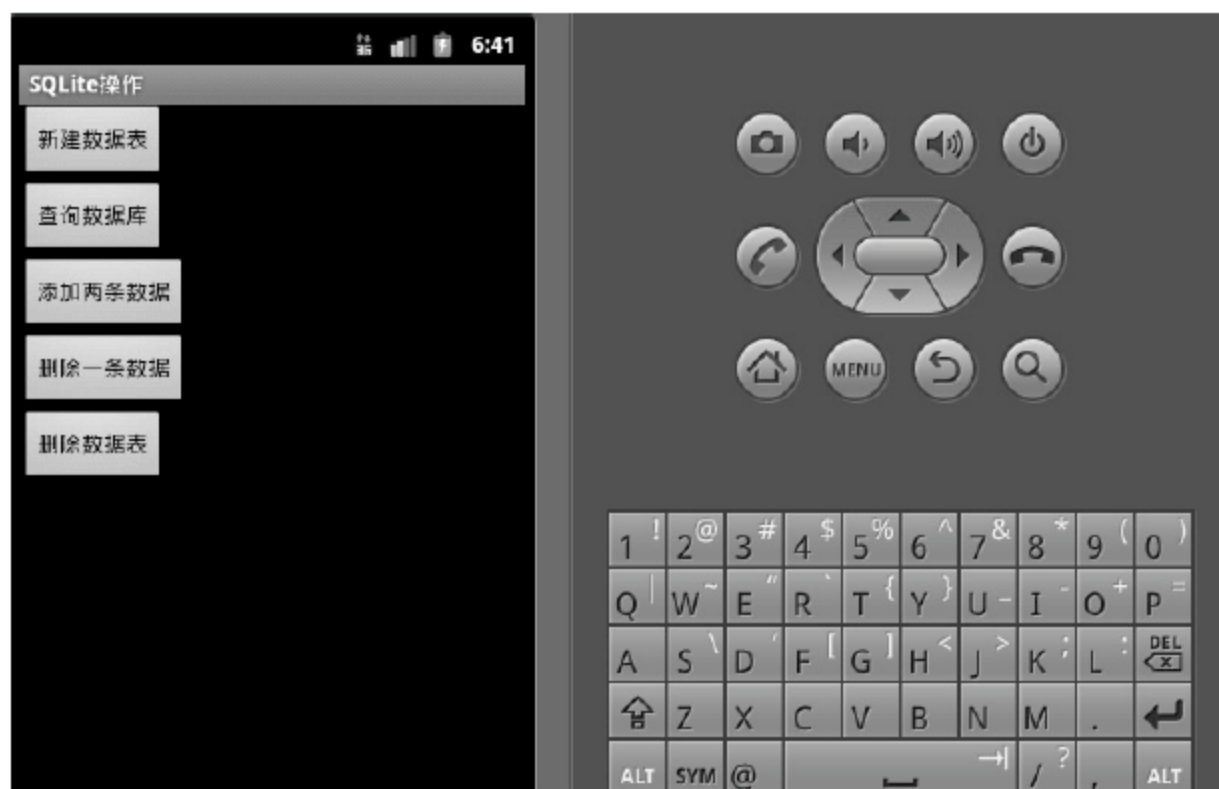 6:41
SQLite操作
新建数据表
查询数据库
添加两条数据
删除一条数据
删除数据表
MENU
1 ! 2 @ 3 # 4 $ 5 % 6 ^ 7 & 8 * 9 ( 0 )
Q | W ~ E " R ` T { Y } U _ I - O + P =
A S \ D ' F [ G ] H < J > K ; L : DEL
Z X C V B N M .
ALT SYM @ / ? , ALT